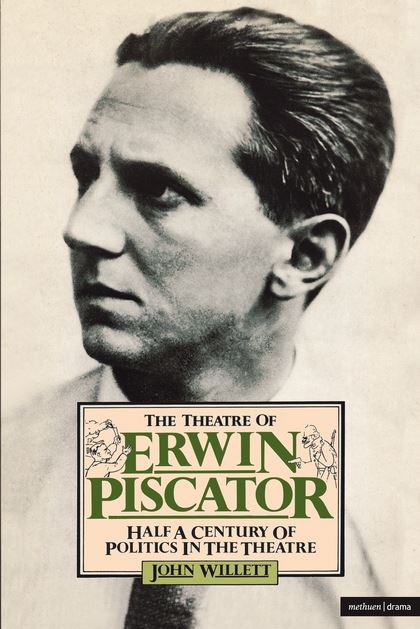 THE THEATRE OF
ERWIN
PISCATOR
HALF A CENTURY OF
POLITICS IN THE THEATRE
JOHN WILLETT
methuen | drama